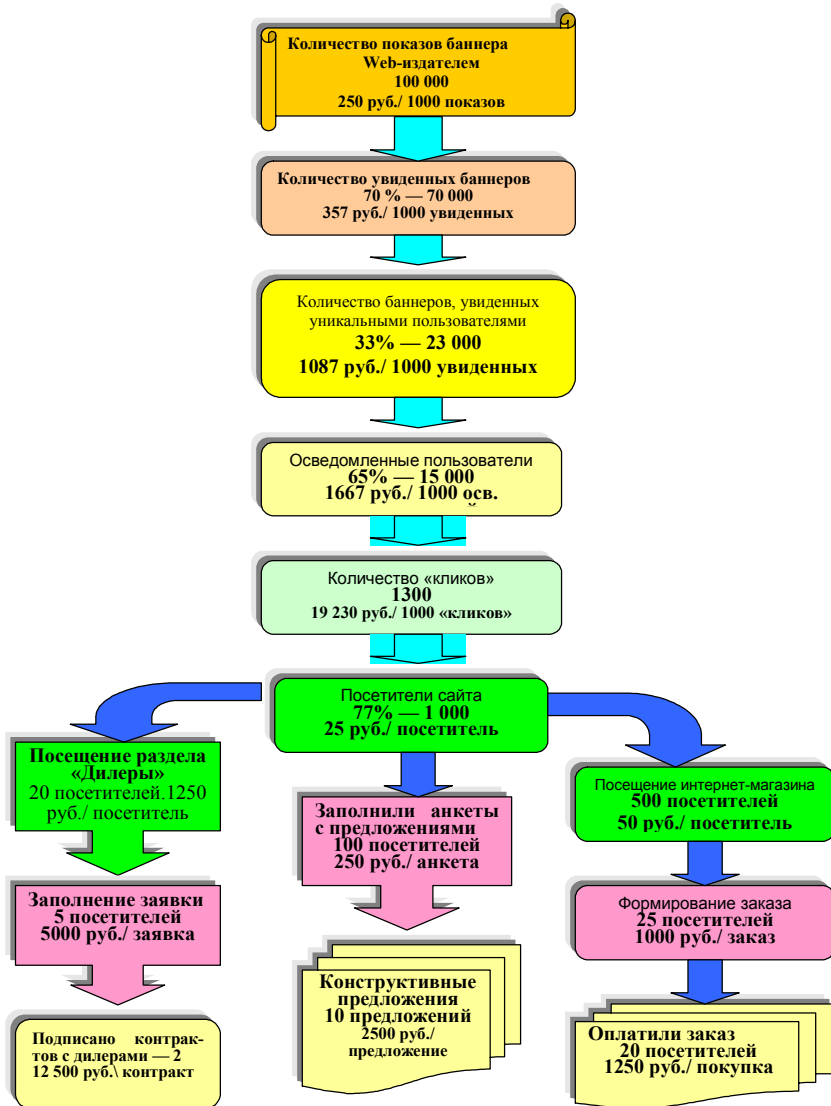 Количество показов баннера
Web-издателем
100 000
250 руб./ 1000 показов
Количество увиденных баннеров
70 % — 70 000
357 руб./ 1000 увиденных
Количество баннеров, увиденных
уникальными пользователями
33% — 23 000
1087 руб./ 1000 увиденных
Осведомленные пользователи
65% — 15 000
1667 руб./ 1000 осв.
Количество «кликов»
1300
19 230 руб./ 1000 «кликов»
Посетители сайта
77% — 1 000
25 руб./ посетитель
Посещение раздела
«Дилеры»
20 посетителей.1250
руб./ посетитель
Заполнение заявки
5 посетителей
5000 руб./ заявка
Подписано контрак-
тов с дилерами — 2
12 500 руб.\ контракт
Заполнили анкеты
с предложениями
100 посетителей
250 руб./ анкета
Конструктивные
предложения
10 предложений
2500 руб./
предложение
Посещение интернет-магазина
500 посетителей
50 руб./ посетитель
Формирование заказа
25 посетителей
1000 руб./ заказ
Оплатили заказ
20 посетителей
1250 руб./ покупка